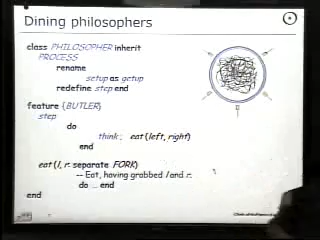 Dining philosophers
class PHILOSOPHER inherit
PROCESS
rename
setup as getup
redefine step end
feature {BUTLER}
step
do
think ; eat (left, right)
end
eat (l, r: separate FORK)
-- Eat, having grabbed l and r.
do ... end
end